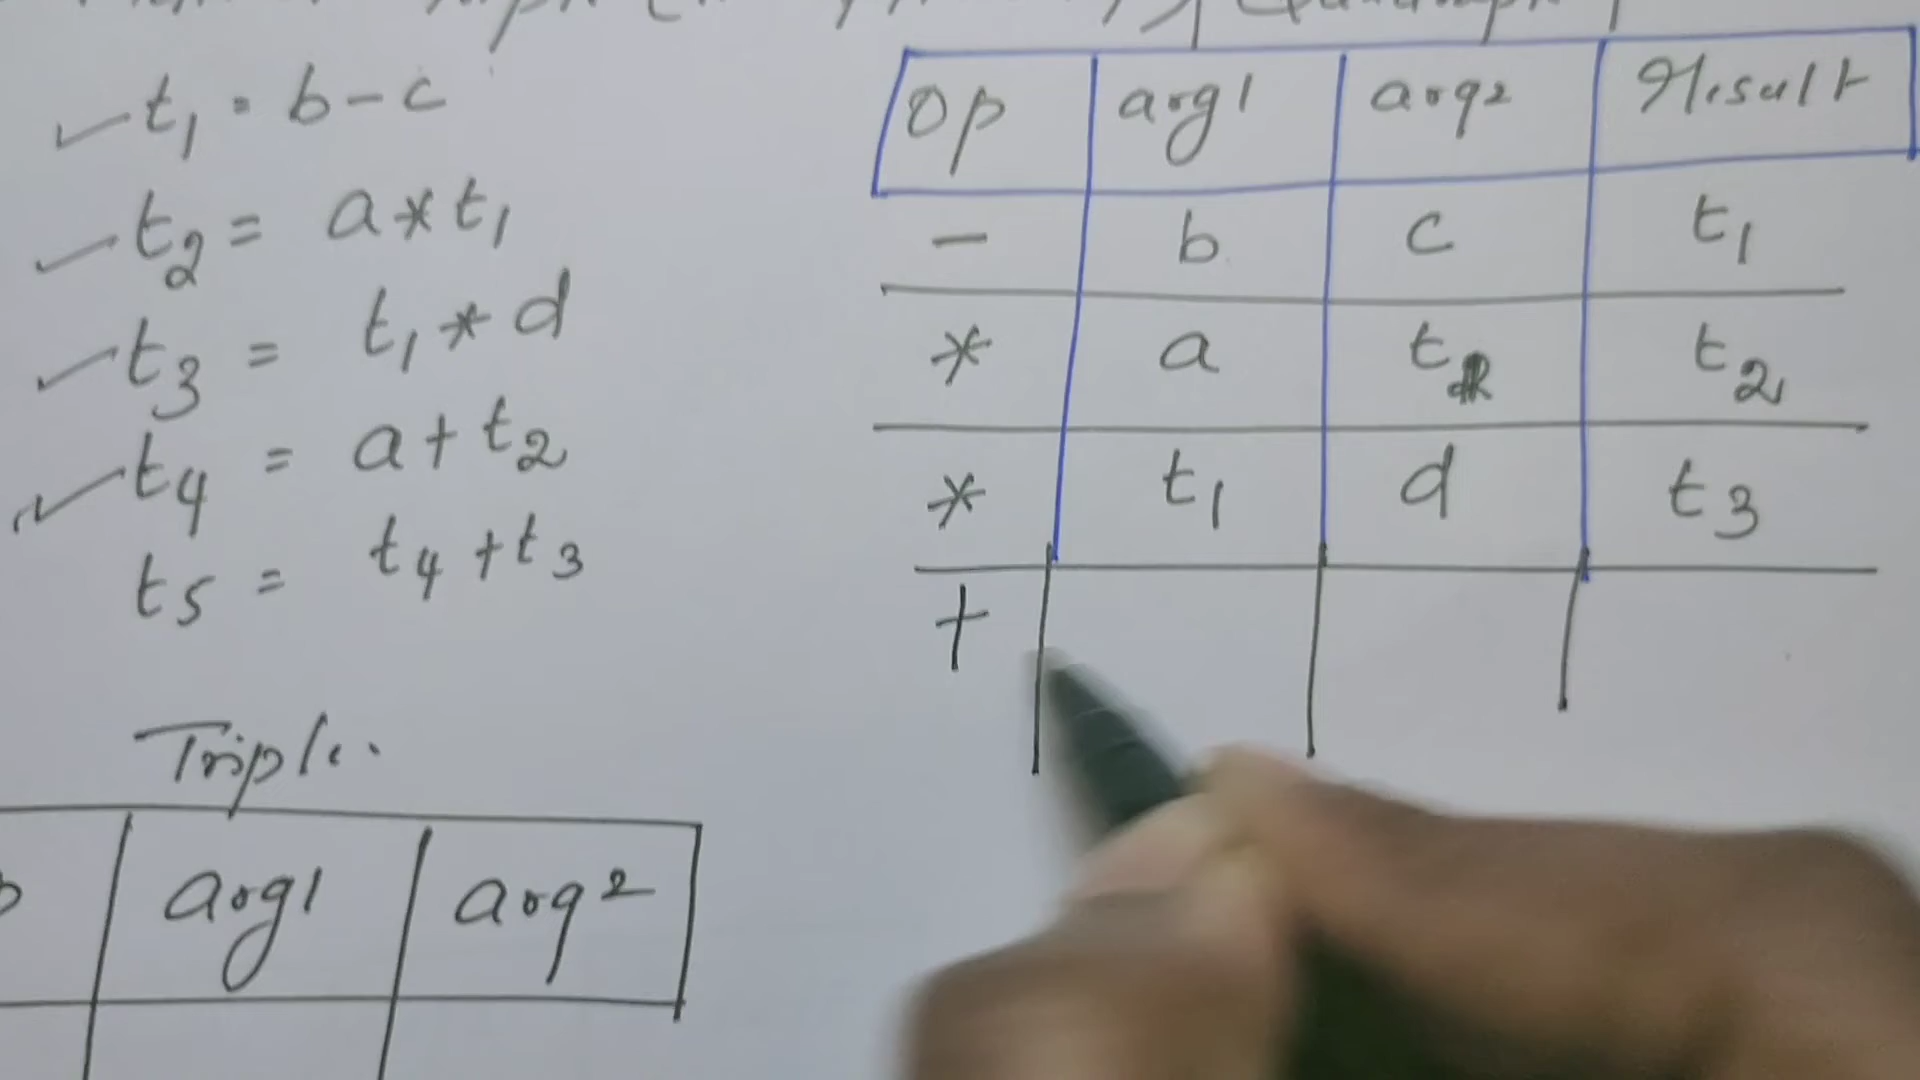 t1 = b - c
t2 = a * t1
t3 = t1 * d
t4 = a + t2
t5 = t4 + t3
Op arg1 arg2 Result
- b c t1
* a t t2
* t1 d t3
+
Triple.
arg1 arg2